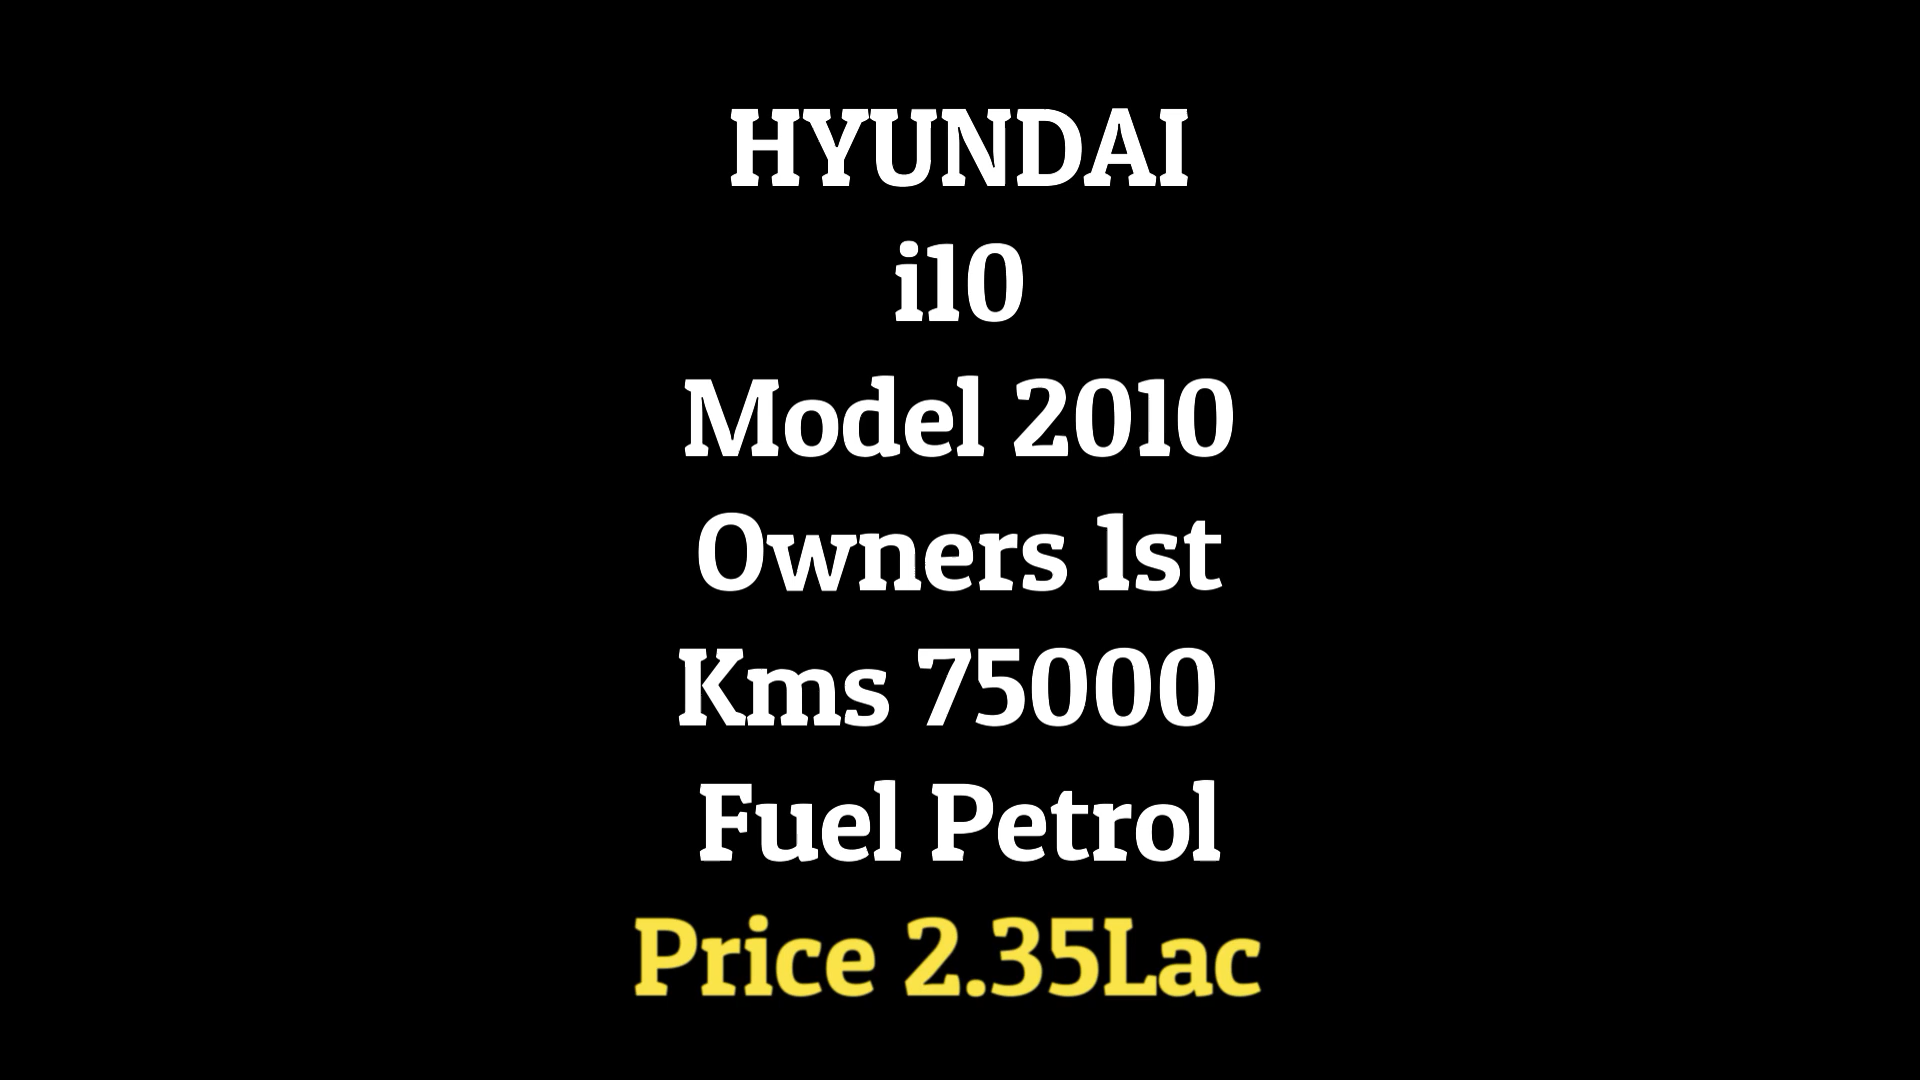 HYUNDAI
i10
Model 2010
Owners 1st
Kms 75000
Fuel Petrol
Price 2.35Lac